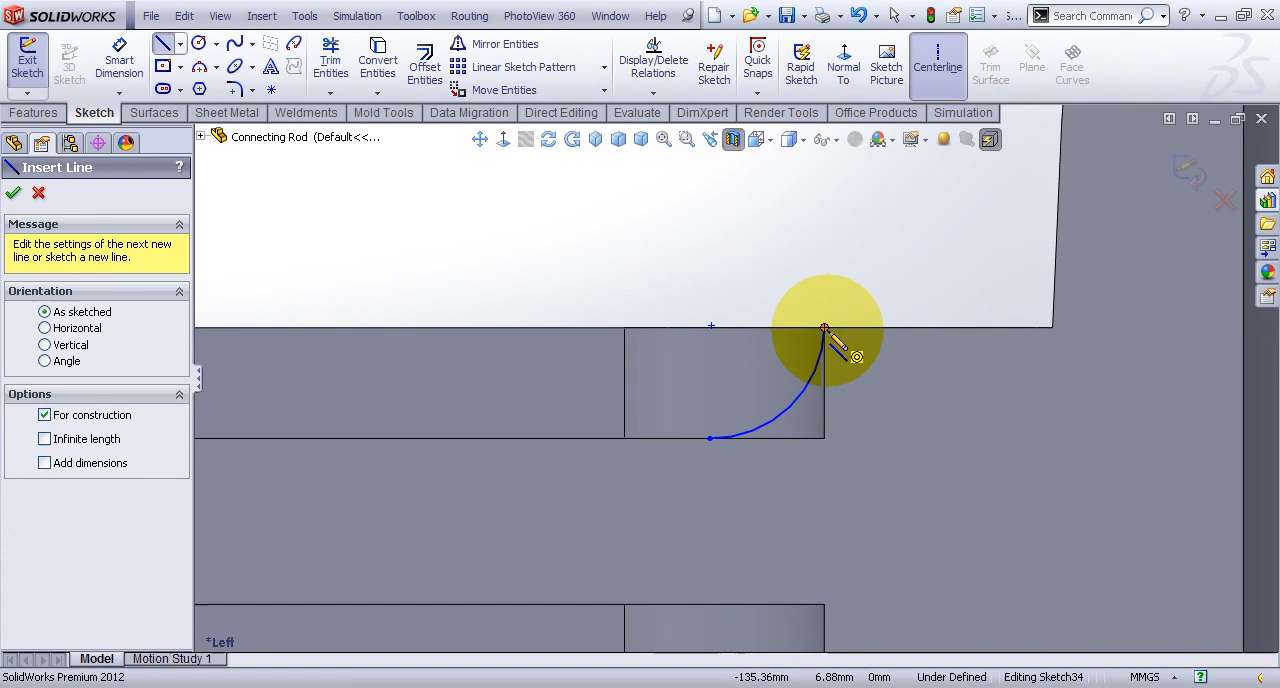 SOLIDWORKS File Edit View Insert Tools Simulation Toolbox Routing PhotoView 360 Window Help S... Search Comman ?
Exit Sketch
3D Sketch
Smart Dimension
Trim Entities
Convert Entities
Offset Entities
Mirror Entities
Linear Sketch Pattern
Move Entities
Display/Delete Relations
Repair Sketch
Quick Snaps
Rapid Sketch
Normal To
Sketch Picture
Centerline
Trim Surface
Plane
Face Curves
Features Sketch Surfaces Sheet Metal Weldments Mold Tools Data Migration Direct Editing Evaluate DimXpert Render Tools Office Products Simulation
Connecting Rod (Default<<...
Insert Line ?
Message
Edit the settings of the next new
line or sketch a new line.
Orientation
As sketched
Horizontal
Vertical
Angle
Options
For construction
Infinite length
Add dimensions
*Left
Model Motion Study 1
SolidWorks Premium 2012 -135.36mm 6.88mm 0mm Under Defined Editing Sketch34 MMGS ?